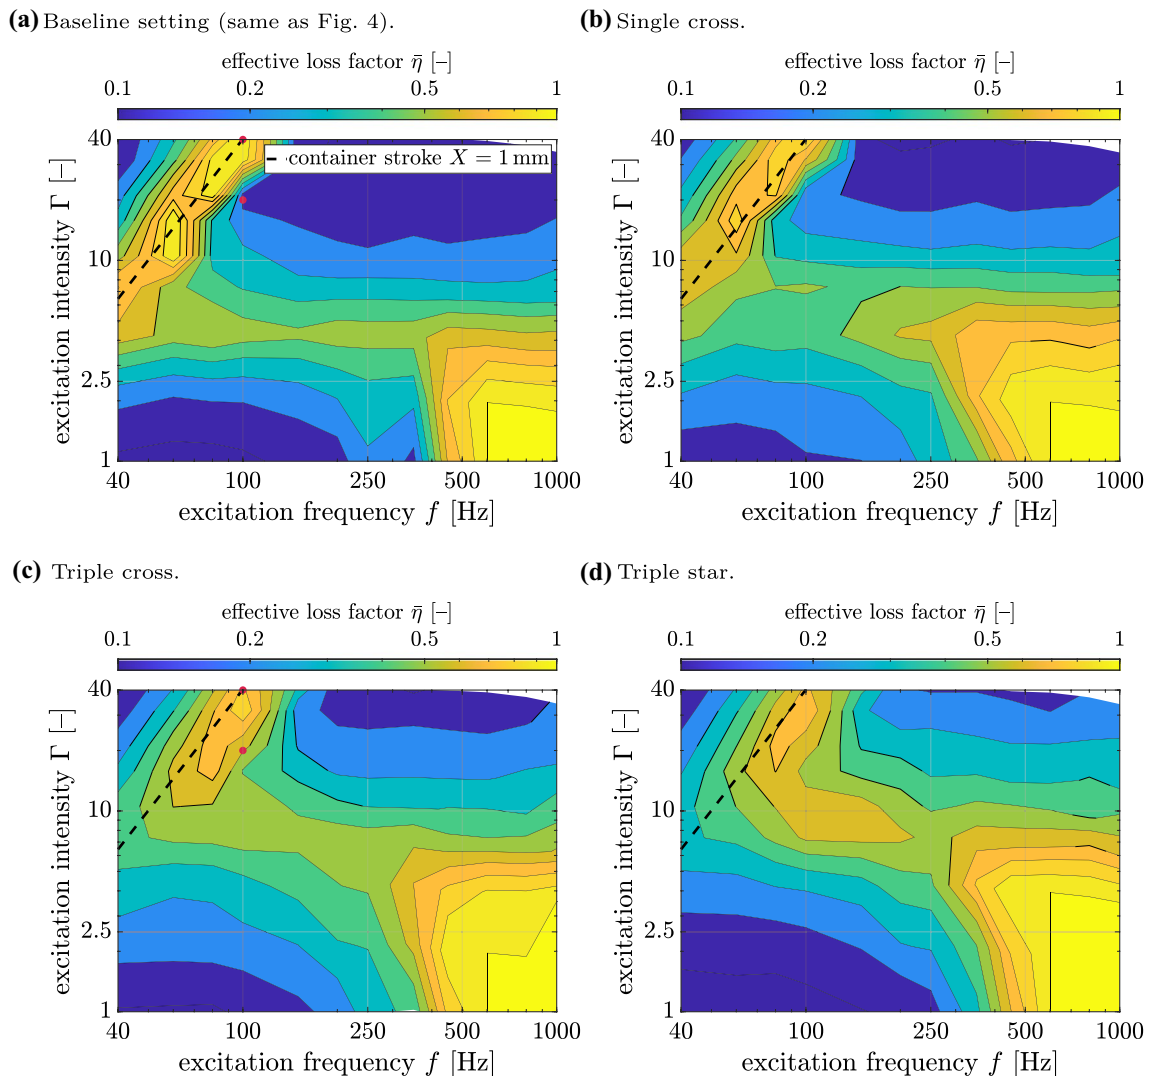 (a) Baseline setting (same as Fig. 4).
effective loss factor η̄ [–]
0.1 0.2 0.5 1
40
10
2.5
1
excitation intensity Γ [–]
container stroke X = 1 mm
40 100 250 500 1000
excitation frequency f [Hz]
(b) Single cross.
effective loss factor η̄ [–]
0.1 0.2 0.5 1
40
10
2.5
1
excitation intensity Γ [–]
40 100 250 500 1000
excitation frequency f [Hz]
(c) Triple cross.
effective loss factor η̄ [–]
0.1 0.2 0.5 1
40
10
2.5
1
excitation intensity Γ [–]
40 100 250 500 1000
excitation frequency f [Hz]
(d) Triple star.
effective loss factor η̄ [–]
0.1 0.2 0.5 1
40
10
2.5
1
excitation intensity Γ [–]
40 100 250 500 1000
excitation frequency f [Hz]